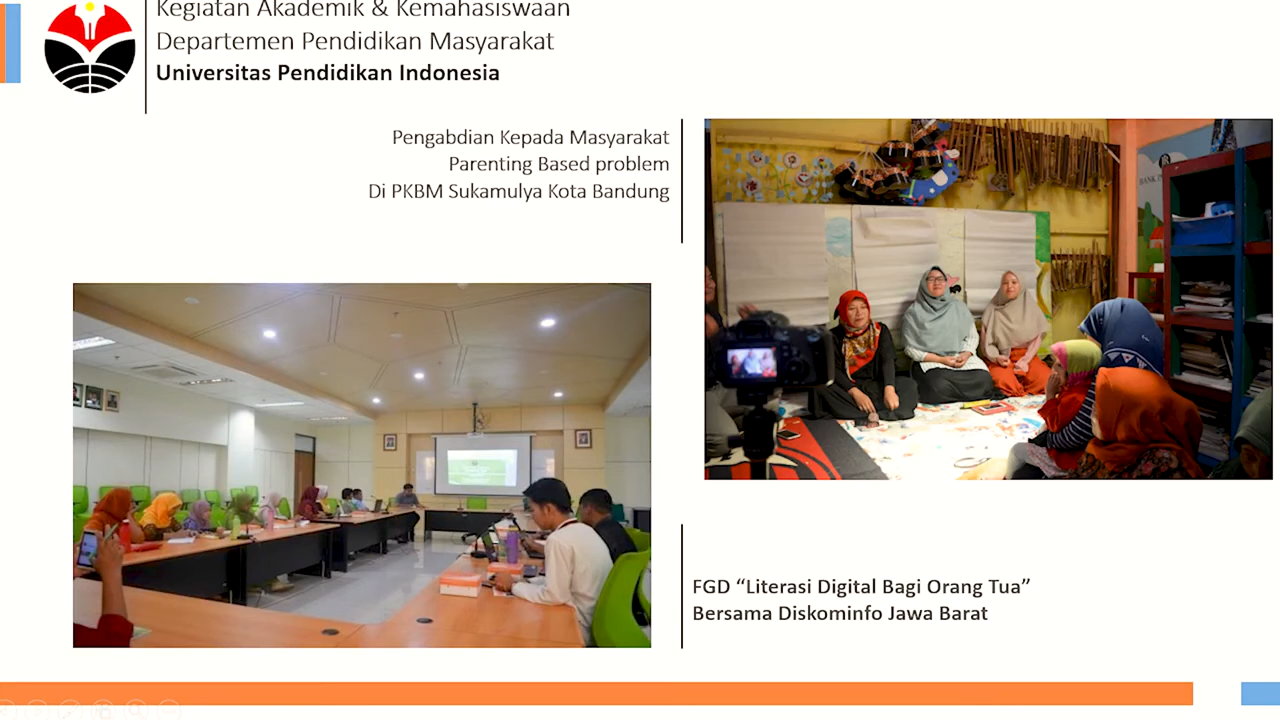 Kegiatan Akademik & Kemahasiswaan
Departemen Pendidikan Masyarakat
Universitas Pendidikan Indonesia
Pengabdian Kepada Masyarakat
Parenting Based problem
Di PKBM Sukamulya Kota Bandung
FGD “Literasi Digital Bagi Orang Tua”
Bersama Diskominfo Jawa Barat